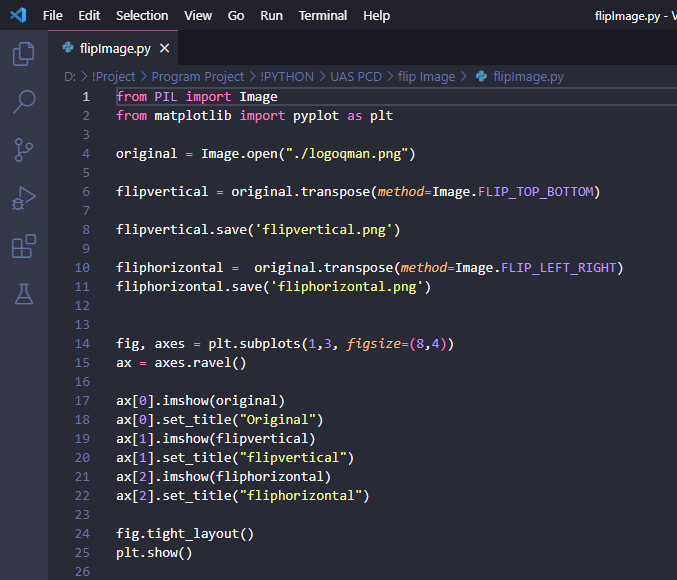 File Edit Selection View Go Run Terminal Help flipImage.py - V
flipImage.py
D: > !Project > Program Project > !PYTHON > UAS PCD > flip Image > flipImage.py
1 from PIL import Image
2 from matplotlib import pyplot as plt
3
4 original = Image.open("./logoqman.png")
5
6 flipvertical = original.transpose(method=Image.FLIP_TOP_BOTTOM)
7
8 flipvertical.save('flipvertical.png')
9
10 fliphorizontal =  original.transpose(method=Image.FLIP_LEFT_RIGHT)
11 fliphorizontal.save('fliphorizontal.png')
12
13
14 fig, axes = plt.subplots(1,3, figsize=(8,4))
15 ax = axes.ravel()
16
17 ax[0].imshow(original)
18 ax[0].set_title("Original")
19 ax[1].imshow(flipvertical)
20 ax[1].set_title("flipvertical")
21 ax[2].imshow(fliphorizontal)
22 ax[2].set_title("fliphorizontal")
23
24 fig.tight_layout()
25 plt.show()
26